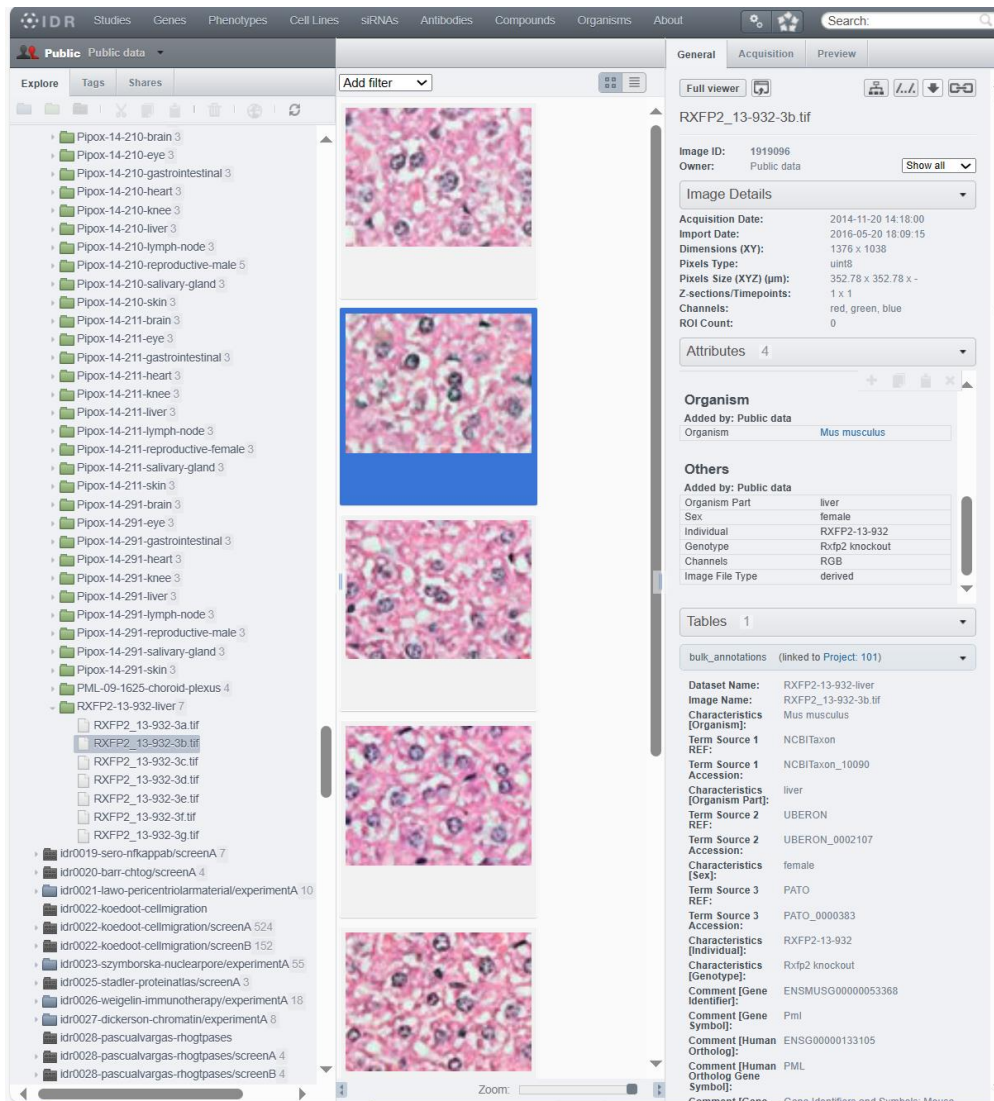 IDR Studies Genes Phenotypes Cell Lines siRNAs Antibodies Compounds Organisms About Search:
Public Public data
Explore Tags Shares
Pipox-14-210-brain 3
Pipox-14-210-eye 3
Pipox-14-210-gastrointestinal 3
Pipox-14-210-heart 3
Pipox-14-210-knee 3
Pipox-14-210-liver 3
Pipox-14-210-lymph-node 3
Pipox-14-210-reproductive-male 5
Pipox-14-210-salivary-gland 3
Pipox-14-210-skin 3
Pipox-14-211-brain 3
Pipox-14-211-eye 3
Pipox-14-211-gastrointestinal 3
Pipox-14-211-heart 3
Pipox-14-211-knee 3
Pipox-14-211-liver 3
Pipox-14-211-lymph-node 3
Pipox-14-211-reproductive-female 3
Pipox-14-211-salivary-gland 3
Pipox-14-211-skin 3
Pipox-14-291-brain 3
Pipox-14-291-eye 3
Pipox-14-291-gastrointestinal 3
Pipox-14-291-heart 3
Pipox-14-291-knee 3
Pipox-14-291-liver 3
Pipox-14-291-lymph-node 3
Pipox-14-291-reproductive-male 3
Pipox-14-291-salivary-gland 3
Pipox-14-291-skin 3
PML-09-1625-choroid-plexus 4
RXFP2-13-932-liver 7
RXFP2_13-932-3a.tif
RXFP2_13-932-3b.tif
RXFP2_13-932-3c.tif
RXFP2_13-932-3d.tif
RXFP2_13-932-3e.tif
RXFP2_13-932-3f.tif
RXFP2_13-932-3g.tif
idr0019-sero-nfkappab/screenA 7
idr0020-barr-chtog/screenA 4
idr0021-lawo-pericentriolarmaterial/experimentA 10
idr0022-koedoot-cellmigration
idr0022-koedoot-cellmigration/screenA 524
idr0022-koedoot-cellmigration/screenB 152
idr0023-szymborska-nuclearpore/experimentA 55
idr0025-stadler-proteinatlas/screenA 3
idr0026-weigelin-immunotherapy/experimentA 18
idr0027-dickerson-chromatin/experimentA 8
idr0028-pascualvargas-rhogtpases
idr0028-pascualvargas-rhogtpases/screenA 4
idr0028-pascualvargas-rhogtpases/screenB 4
Add filter
Zoom:
General Acquisition Preview
Full viewer /.../
RXFP2_13-932-3b.tif
Image ID: 1919096
Owner: Public data Show all
Image Details
Acquisition Date: 2014-11-20 14:18:00
Import Date: 2016-05-20 18:09:15
Dimensions (XY): 1376 x 1038
Pixels Type: uint8
Pixels Size (XYZ) (µm): 352.78 x 352.78 x -
Z-sections/Timepoints: 1 x 1
Channels: red, green, blue
ROI Count: 0
Attributes 4
Organism
Added by: Public data
Organism Mus musculus
Others
Added by: Public data
Organism Part liver
Sex female
Individual RXFP2-13-932
Genotype Rxfp2 knockout
Channels RGB
Image File Type derived
Tables 1
bulk_annotations (linked to Project: 101)
Dataset Name: RXFP2-13-932-liver
Image Name: RXFP2_13-932-3b.tif
Characteristics Mus musculus
[Organism]:
Term Source 1 NCBITaxon
REF:
Term Source 1 NCBITaxon_10090
Accession:
Characteristics liver
[Organism Part]:
Term Source 2 UBERON
REF:
Term Source 2 UBERON_0002107
Accession:
Characteristics female
[Sex]:
Term Source 3 PATO
REF:
Term Source 3 PATO_0000383
Accession:
Characteristics RXFP2-13-932
[Individual]:
Characteristics Rxfp2 knockout
[Genotype]:
Comment [Gene ENSMUSG00000053368
Identifier]:
Comment [Gene Pml
Symbol]:
Comment [Human ENSG00000133105
Ortholog]:
Comment [Human PML
Ortholog Gene
Symbol]:
Comment [Gene Gene Identifiers and Symbols: Mouse